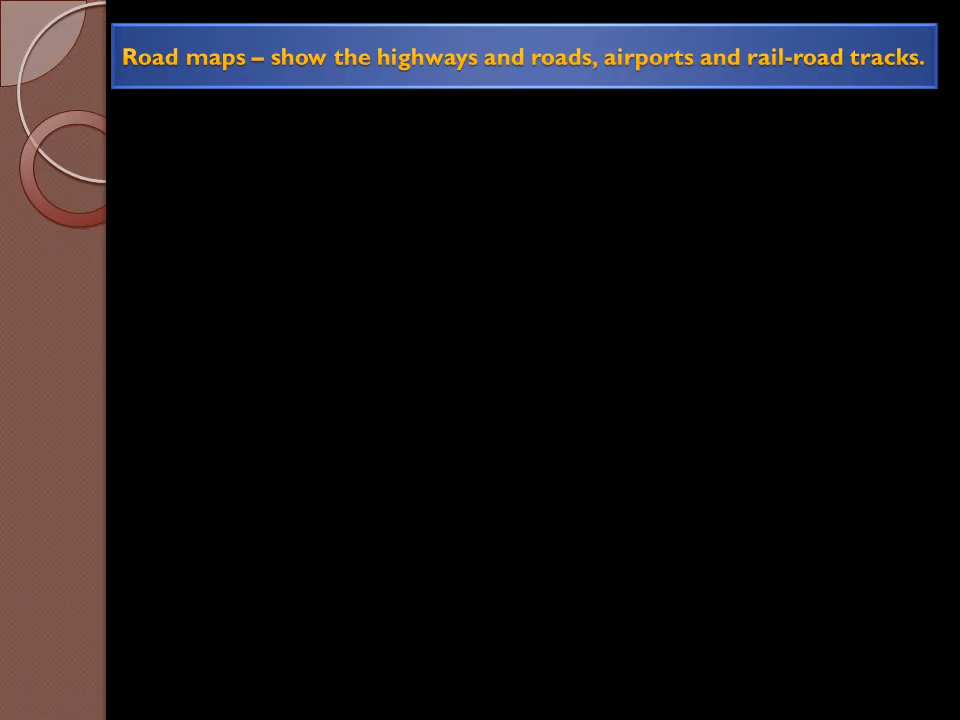 Road maps – show the highways and roads, airports and rail-road tracks.